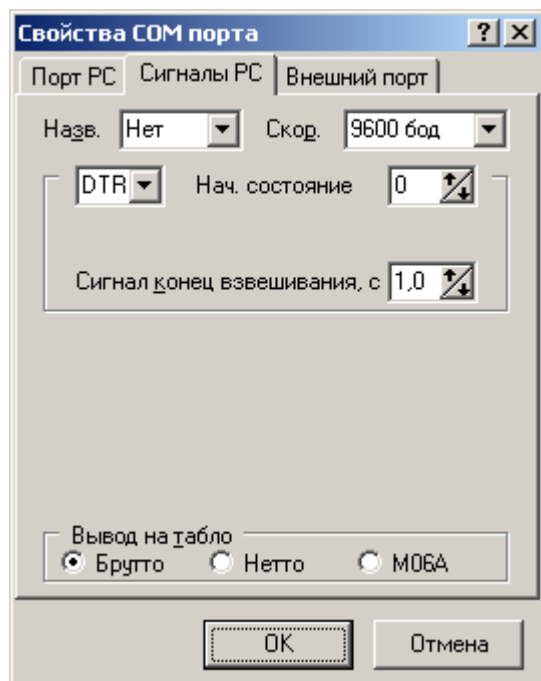 Свойства COM порта
Порт PC Сигналы PC Внешний порт
Назв. Нет Скор. 9600 бод
DTR Нач. состояние 0
Сигнал конец взвешивания, с 1,0
Вывод на табло
Брутто Нетто М06А
OK Отмена